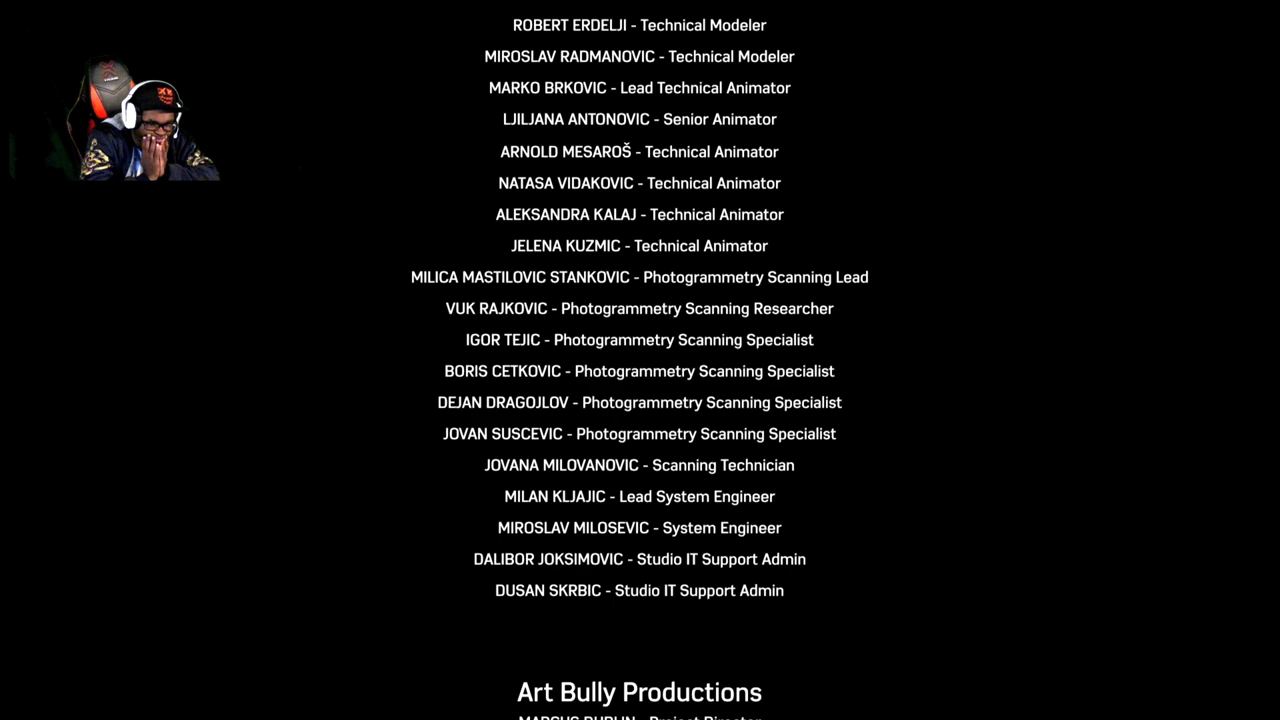 ROBERT ERDELJI - Technical Modeler
MIROSLAV RADMANOVIC - Technical Modeler
MARKO BRKOVIC - Lead Technical Animator
LJILJANA ANTONOVIC - Senior Animator
ARNOLD MESAROŠ - Technical Animator
NATASA VIDAKOVIC - Technical Animator
ALEKSANDRA KALAJ - Technical Animator
JELENA KUZMIC - Technical Animator
MILICA MASTILOVIC STANKOVIC - Photogrammetry Scanning Lead
VUK RAJKOVIC - Photogrammetry Scanning Researcher
IGOR TEJIC - Photogrammetry Scanning Specialist
BORIS CETKOVIC - Photogrammetry Scanning Specialist
DEJAN DRAGOJLOV - Photogrammetry Scanning Specialist
JOVAN SUSCEVIC - Photogrammetry Scanning Specialist
JOVANA MILOVANOVIC - Scanning Technician
MILAN KLJAJIC - Lead System Engineer
MIROSLAV MILOSEVIC - System Engineer
DALIBOR JOKSIMOVIC - Studio IT Support Admin
DUSAN SKRBIC - Studio IT Support Admin
Art Bully Productions